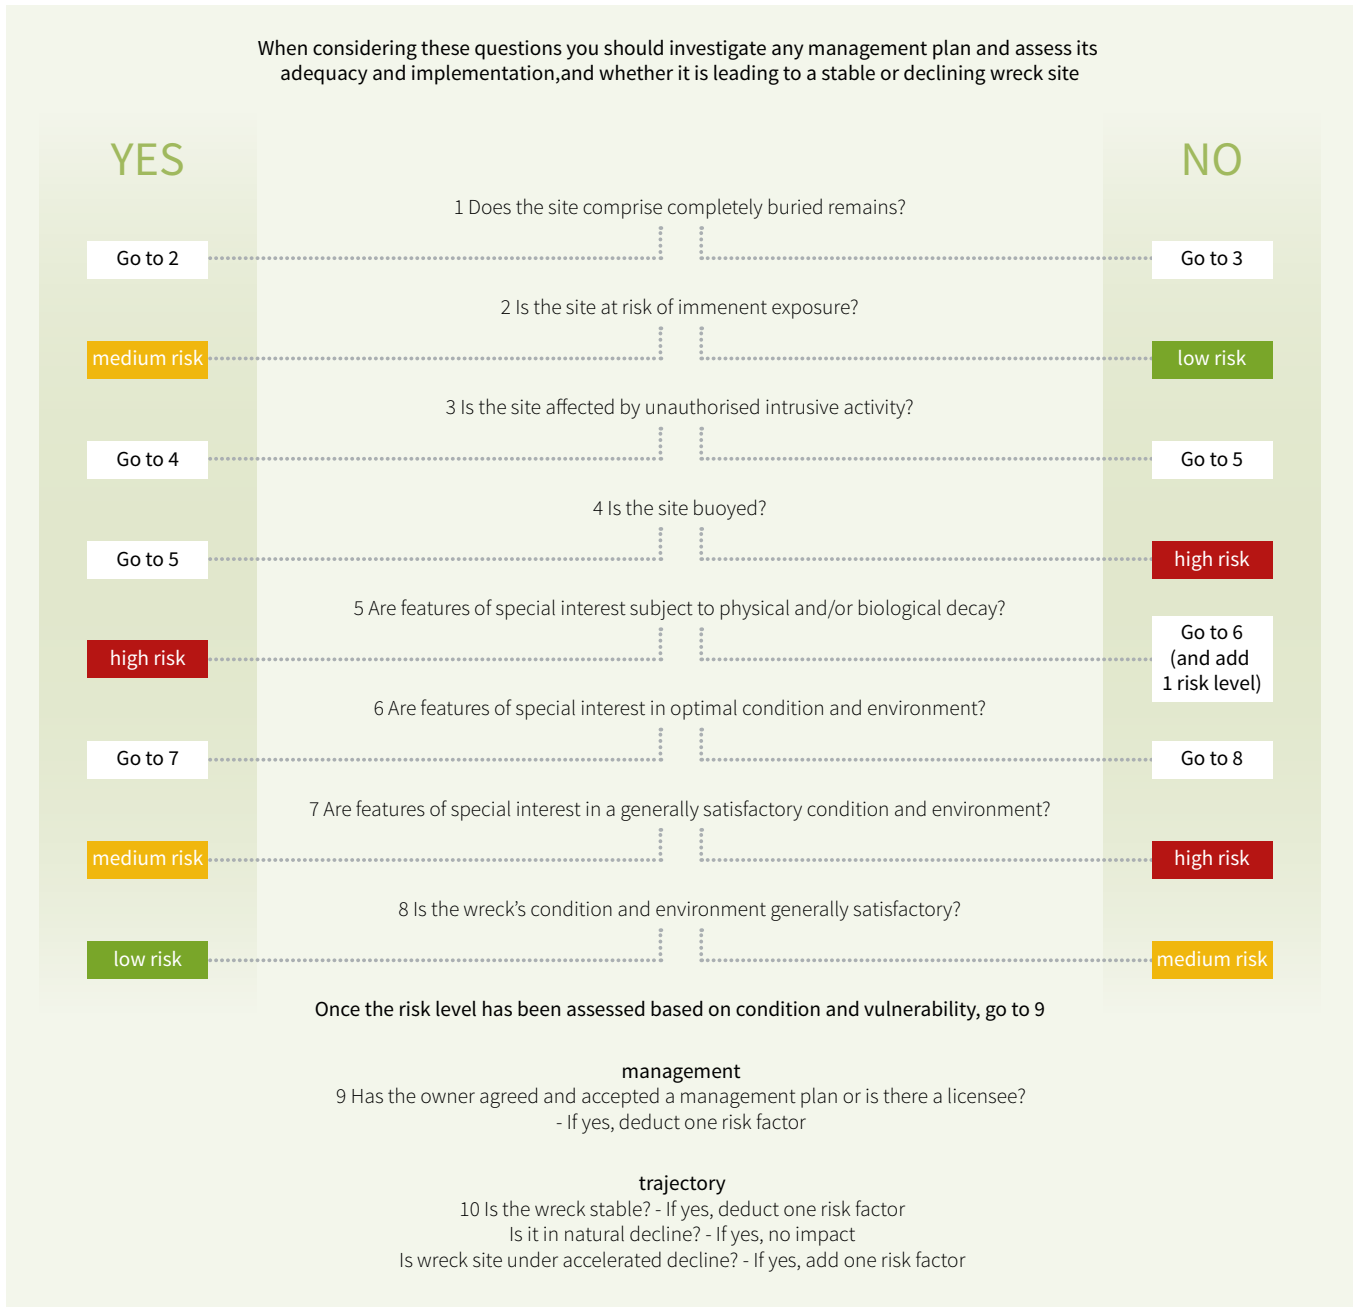 When considering these questions you should investigate any management plan and assess its
adequacy and implementation,and whether it is leading to a stable or declining wreck site
YES
NO
1 Does the site comprise completely buried remains?
Go to 2
Go to 3
2 Is the site at risk of immenent exposure?
medium risk
low risk
3 Is the site affected by unauthorised intrusive activity?
Go to 4
Go to 5
4 Is the site buoyed?
Go to 5
high risk
5 Are features of special interest subject to physical and/or biological decay?
high risk
Go to 6
(and add
1 risk level)
6 Are features of special interest in optimal condition and environment?
Go to 7
Go to 8
7 Are features of special interest in a generally satisfactory condition and environment?
medium risk
high risk
8 Is the wreck’s condition and environment generally satisfactory?
low risk
medium risk
Once the risk level has been assessed based on condition and vulnerability, go to 9
management
9 Has the owner agreed and accepted a management plan or is there a licensee?
- If yes, deduct one risk factor
trajectory
10 Is the wreck stable? - If yes, deduct one risk factor
Is it in natural decline? - If yes, no impact
Is wreck site under accelerated decline? - If yes, add one risk factor